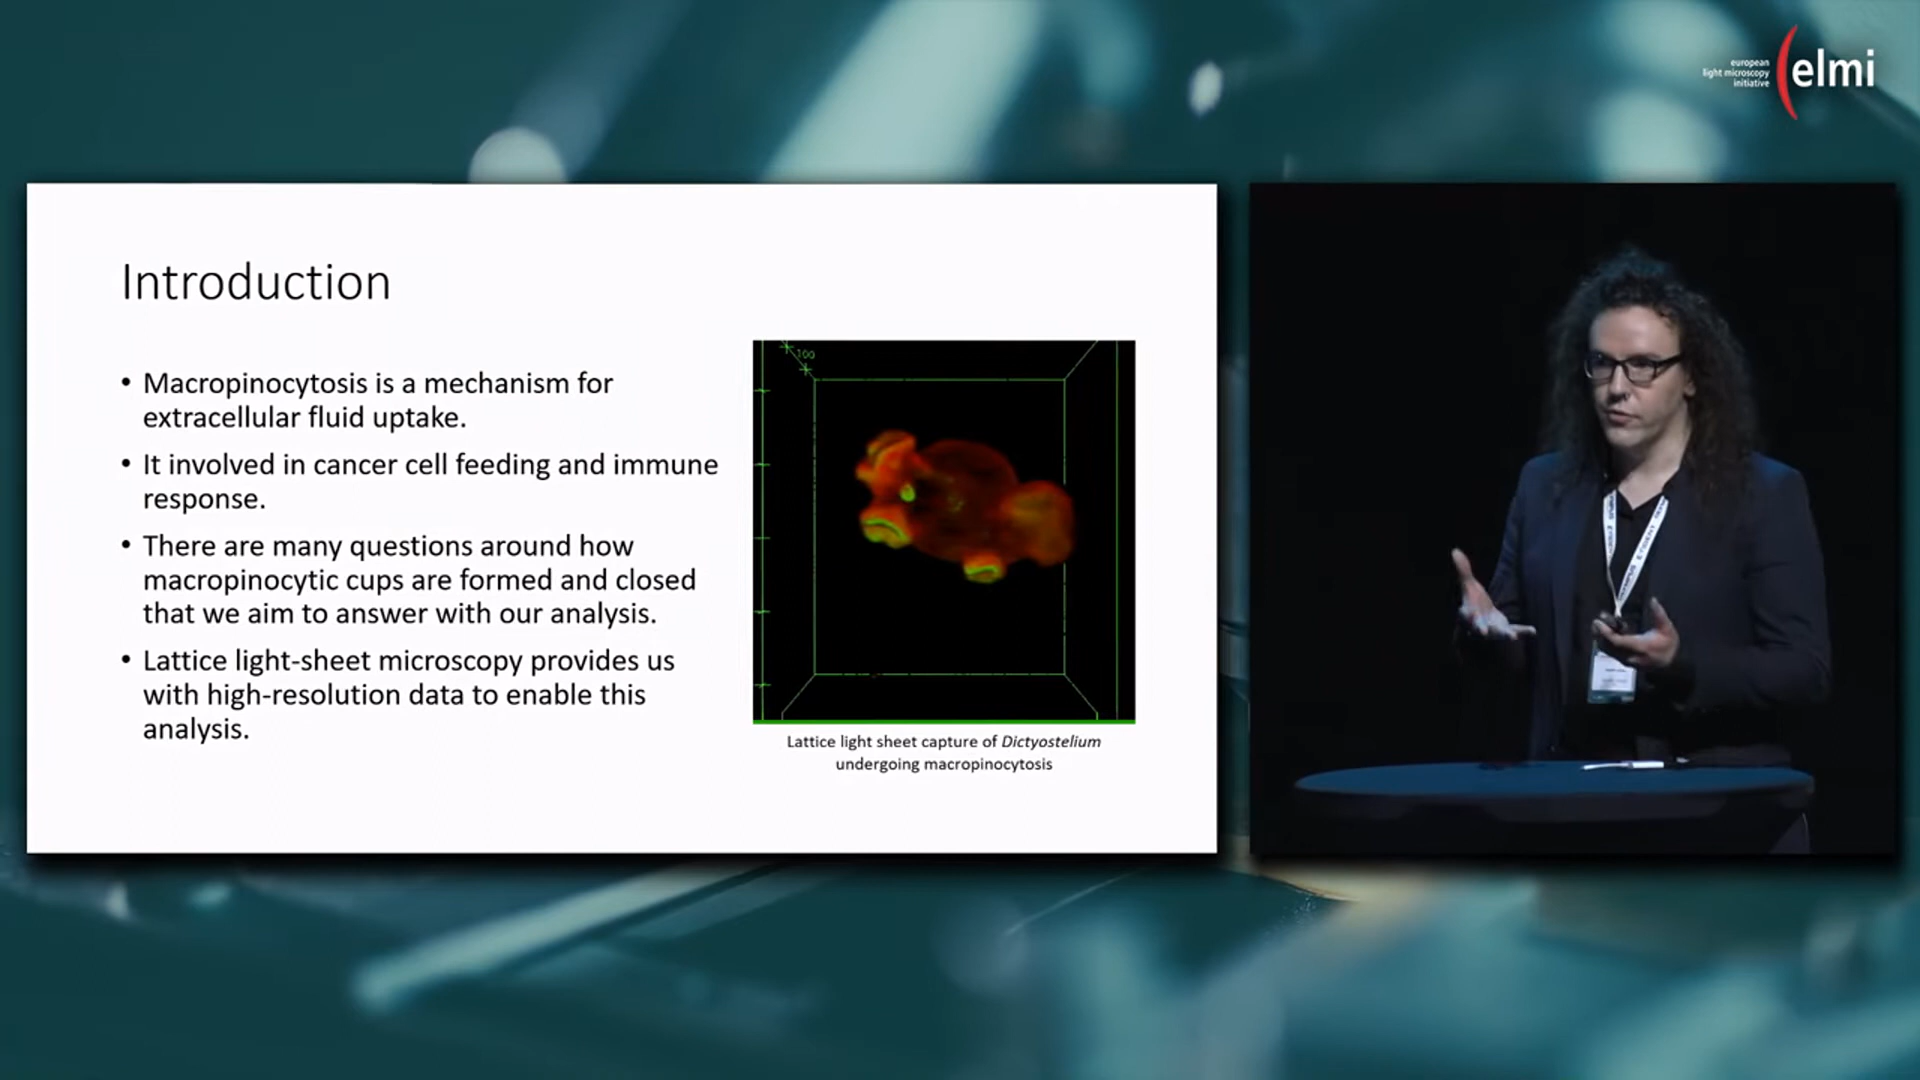 european
light microscopy
initiative
elmi
Introduction
• Macropinocytosis is a mechanism for
extracellular fluid uptake.
• It involved in cancer cell feeding and immune
response.
• There are many questions around how
macropinocytic cups are formed and closed
that we aim to answer with our analysis.
• Lattice light-sheet microscopy provides us
with high-resolution data to enable this
analysis.
100
Lattice light sheet capture of Dictyostelium
undergoing macropinocytosis